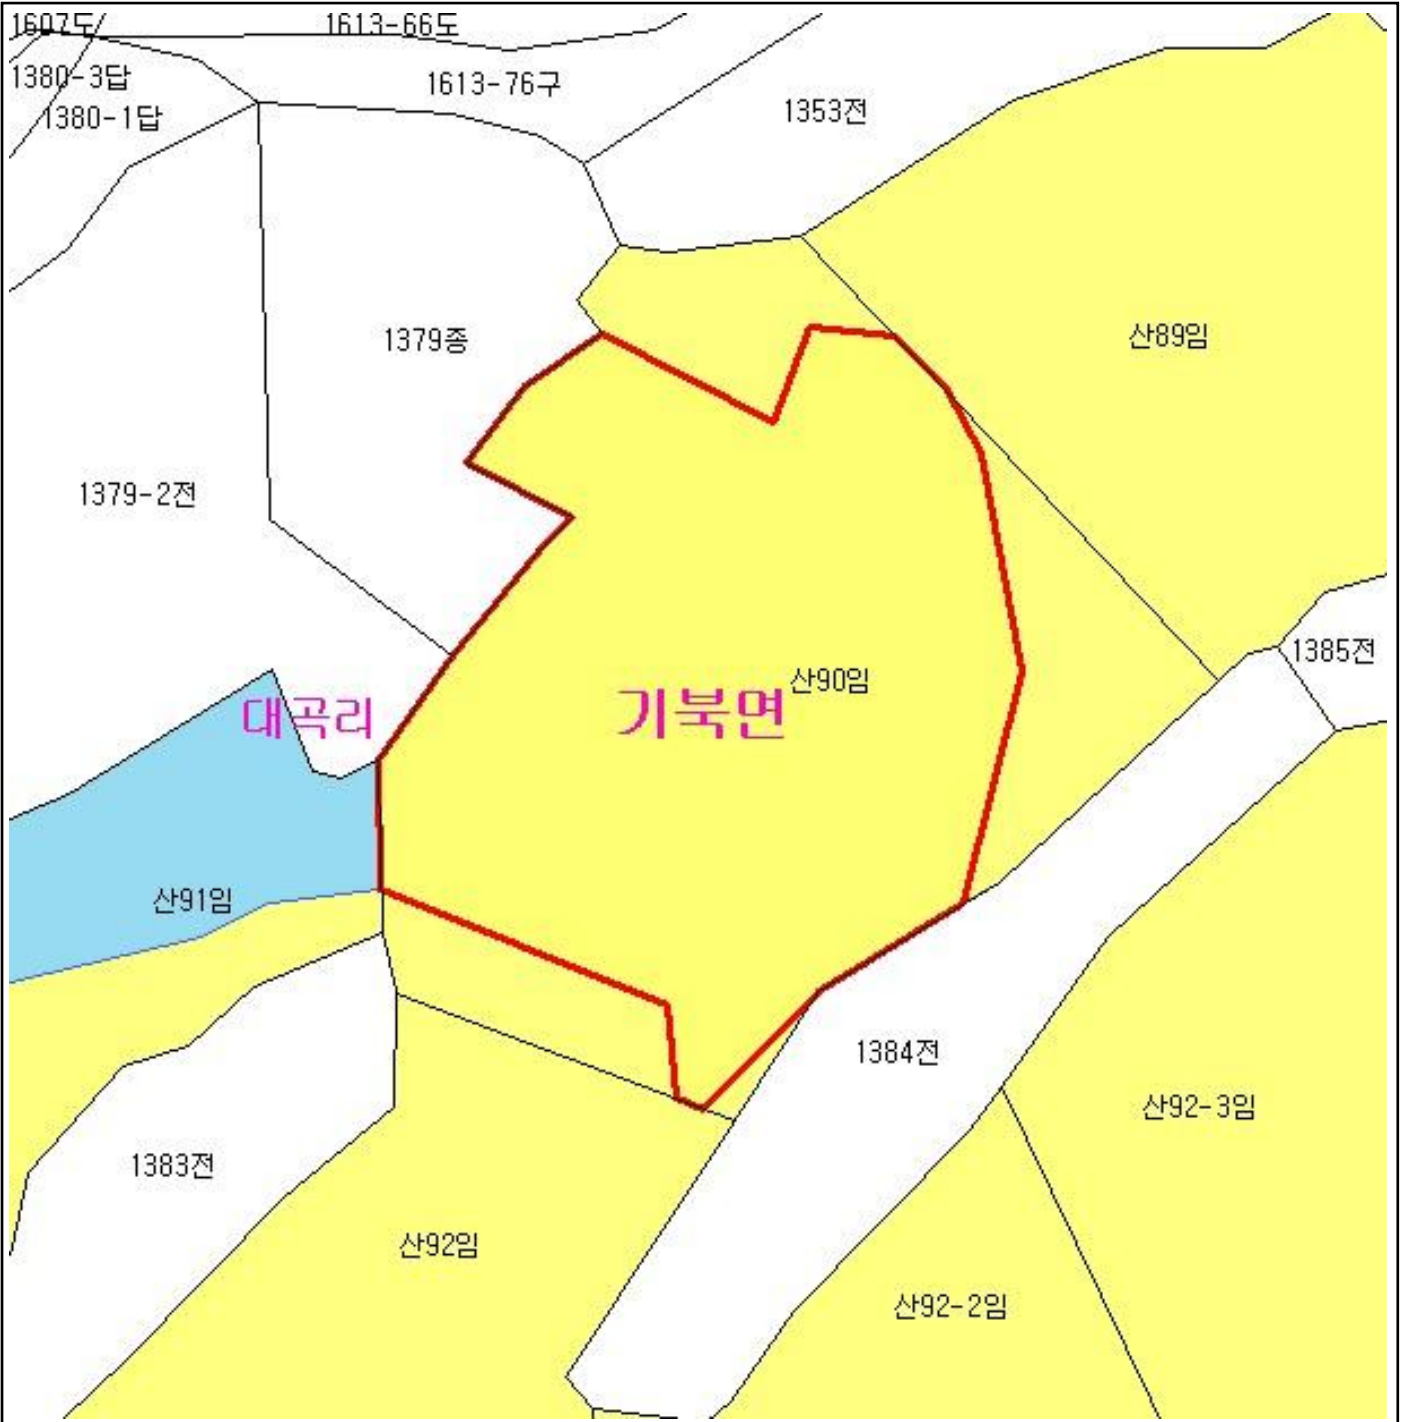 1607도
1613-66도
1380-3답
1613-76구
1353전
1380-1답
1379종
산89임
1379-2전
1385전
산90임
대곡리
기북면
산91임
1384전
산92-3임
1383전
산92임
산92-2임